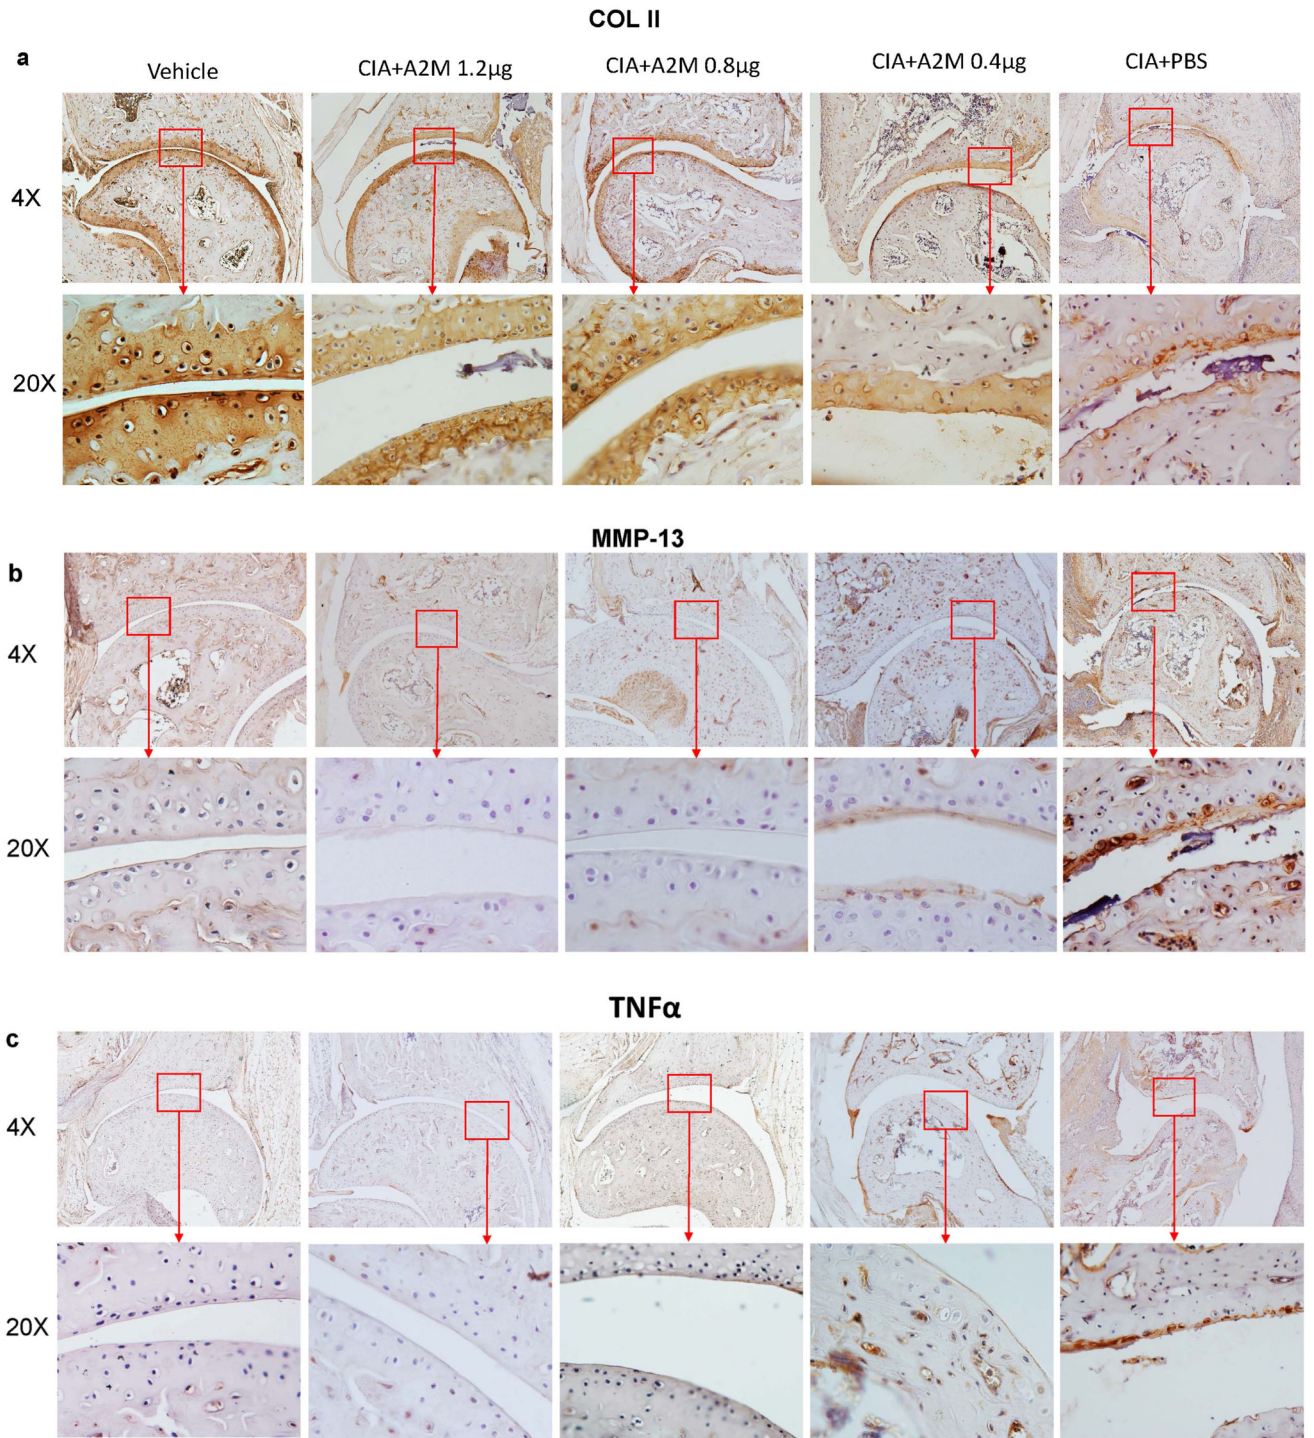 COL II
a
Vehicle
CIA+A2M 1.2μg
CIA+A2M 0.8μg
CIA+A2M 0.4μg
CIA+PBS
4X
20X
MMP-13
b
4X
20X
TNFα
c
4X
20X